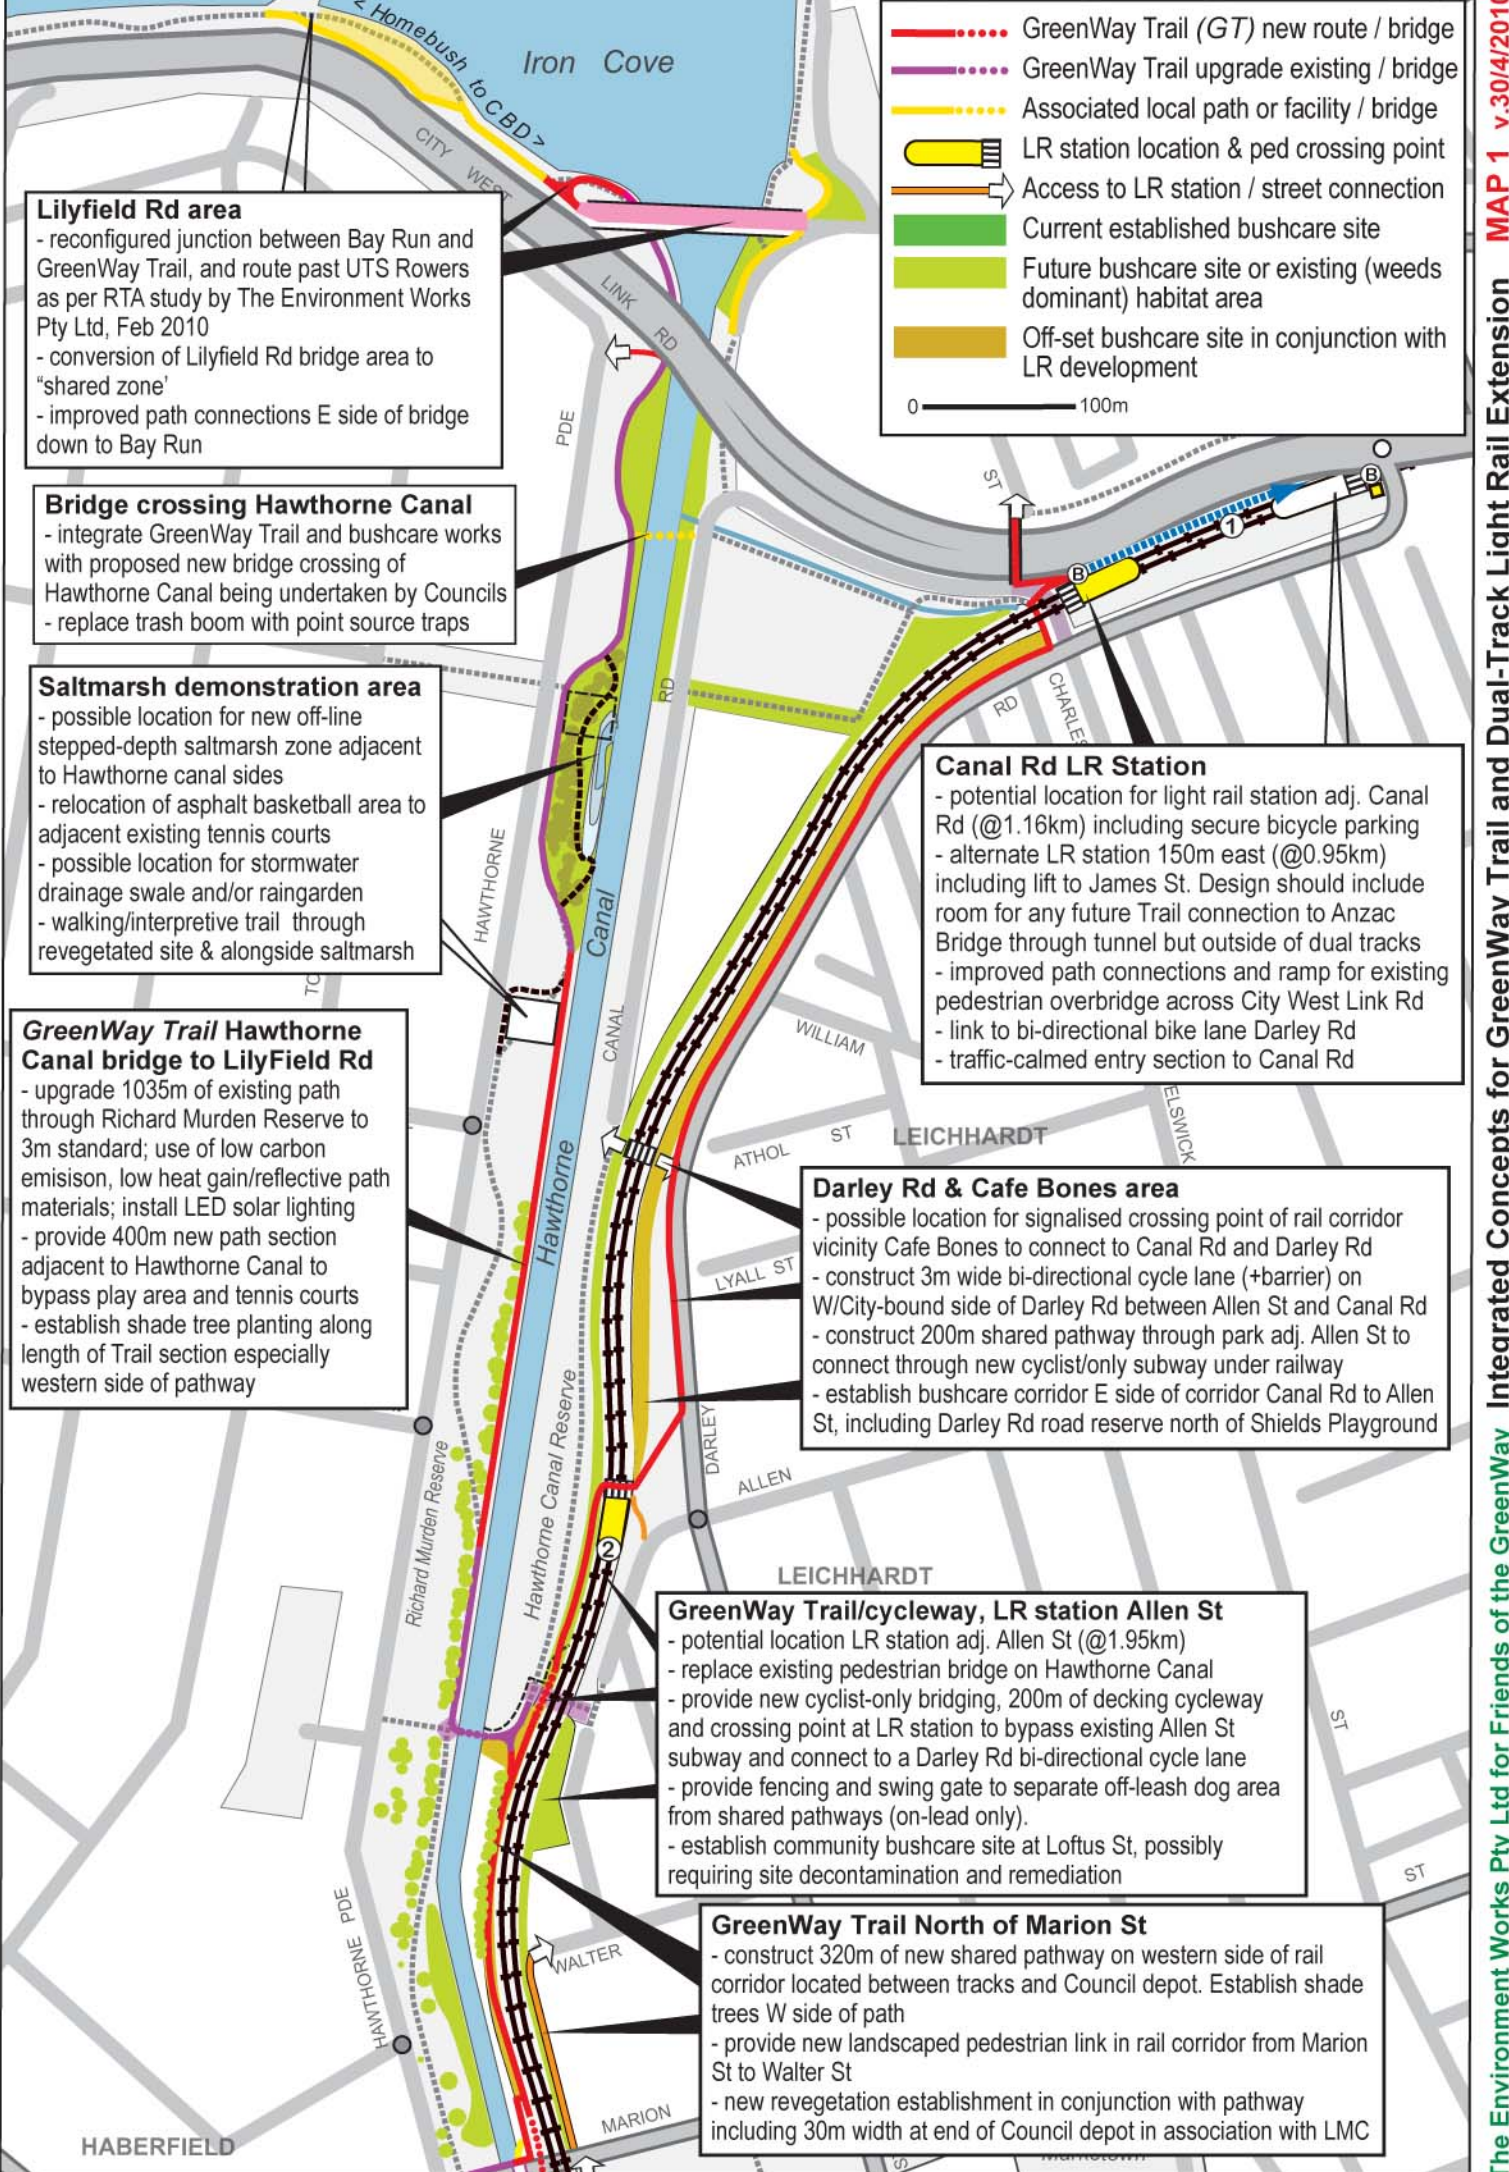 < Homebush to CBD >
Iron Cove
GreenWay Trail (GT) new route / bridge
GreenWay Trail upgrade existing / bridge
Associated local path or facility / bridge
LR station location & ped crossing point
Access to LR station / street connection
Current established bushcare site
Future bushcare site or existing (weeds
dominant) habitat area
Off-set bushcare site in conjunction with
LR development
0 100m
MAP 1 v.30/4/2010
Integrated Concepts for GreenWay Trail and Dual-Track Light Rail Extension
The Environment Works Pty Ltd for Friends of the GreenWay
CITY WEST LINK RD
Lilyfield Rd area
- reconfigured junction between Bay Run and
GreenWay Trail, and route past UTS Rowers
as per RTA study by The Environment Works
Pty Ltd, Feb 2010
- conversion of Lilyfield Rd bridge area to
“shared zone’
- improved path connections E side of bridge
down to Bay Run
PDE
ST
B
1
B
Bridge crossing Hawthorne Canal
- integrate GreenWay Trail and bushcare works
with proposed new bridge crossing of
Hawthorne Canal being undertaken by Councils
- replace trash boom with point source traps
RD
RD
CHARLES
Saltmarsh demonstration area
- possible location for new off-line
stepped-depth saltmarsh zone adjacent
to Hawthorne canal sides
- relocation of asphalt basketball area to
adjacent existing tennis courts
- possible location for stormwater
drainage swale and/or raingarden
- walking/interpretive trail through
revegetated site & alongside saltmarsh
HAWTHORNE
Canal
CANAL
Canal Rd LR Station
- potential location for light rail station adj. Canal
Rd (@1.16km) including secure bicycle parking
- alternate LR station 150m east (@0.95km)
including lift to James St. Design should include
room for any future Trail connection to Anzac
Bridge through tunnel but outside of dual tracks
- improved path connections and ramp for existing
pedestrian overbridge across City West Link Rd
- link to bi-directional bike lane Darley Rd
- traffic-calmed entry section to Canal Rd
WILLIAM
GreenWay Trail Hawthorne
Canal bridge to LilyField Rd
- upgrade 1035m of existing path
through Richard Murden Reserve to
3m standard; use of low carbon
emisison, low heat gain/reflective path
materials; install LED solar lighting
- provide 400m new path section
adjacent to Hawthorne Canal to
bypass play area and tennis courts
- establish shade tree planting along
length of Trail section especially
western side of pathway
Hawthorne
ATHOL ST
LEICHHARDT
ELSWICK
LYALL ST
Darley Rd & Cafe Bones area
- possible location for signalised crossing point of rail corridor
vicinity Cafe Bones to connect to Canal Rd and Darley Rd
- construct 3m wide bi-directional cycle lane (+barrier) on
W/City-bound side of Darley Rd between Allen St and Canal Rd
- construct 200m shared pathway through park adj. Allen St to
connect through new cyclist/only subway under railway
- establish bushcare corridor E side of corridor Canal Rd to Allen
St, including Darley Rd road reserve north of Shields Playground
Richard Murden Reserve
Hawthorne Canal Reserve
DARLEY
ALLEN
2
LEICHHARDT
GreenWay Trail/cycleway, LR station Allen St
- potential location LR station adj. Allen St (@1.95km)
- replace existing pedestrian bridge on Hawthorne Canal
- provide new cyclist-only bridging, 200m of decking cycleway
and crossing point at LR station to bypass existing Allen St
subway and connect to a Darley Rd bi-directional cycle lane
- provide fencing and swing gate to separate off-leash dog area
from shared pathways (on-lead only).
- establish community bushcare site at Loftus St, possibly
requiring site decontamination and remediation
ST
ST
HAWTHORNE PDE
WALTER
GreenWay Trail North of Marion St
- construct 320m of new shared pathway on western side of rail
corridor located between tracks and Council depot. Establish shade
trees W side of path
- provide new landscaped pedestrian link in rail corridor from Marion
St to Walter St
- new revegetation establishment in conjunction with pathway
including 30m width at end of Council depot in association with LMC
MARION
HABERFIELD